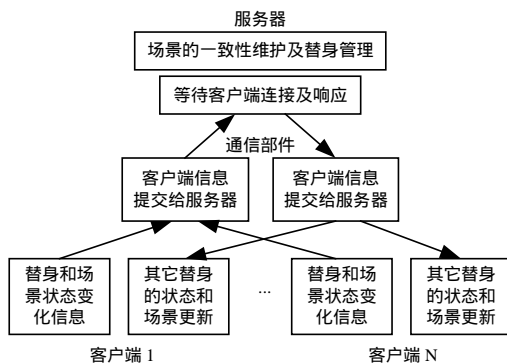 服务器
场景的一致性维护及替身管理
等待客户端连接及响应
通信部件
客户端信息
提交给服务器
客户端信息
提交给服务器
替身和场
景状态变
化信息
其它替身
的状态和
场景更新
...
替身和场
景状态变
化信息
其它替身
的状态和
场景更新
客户端 1
客户端 N